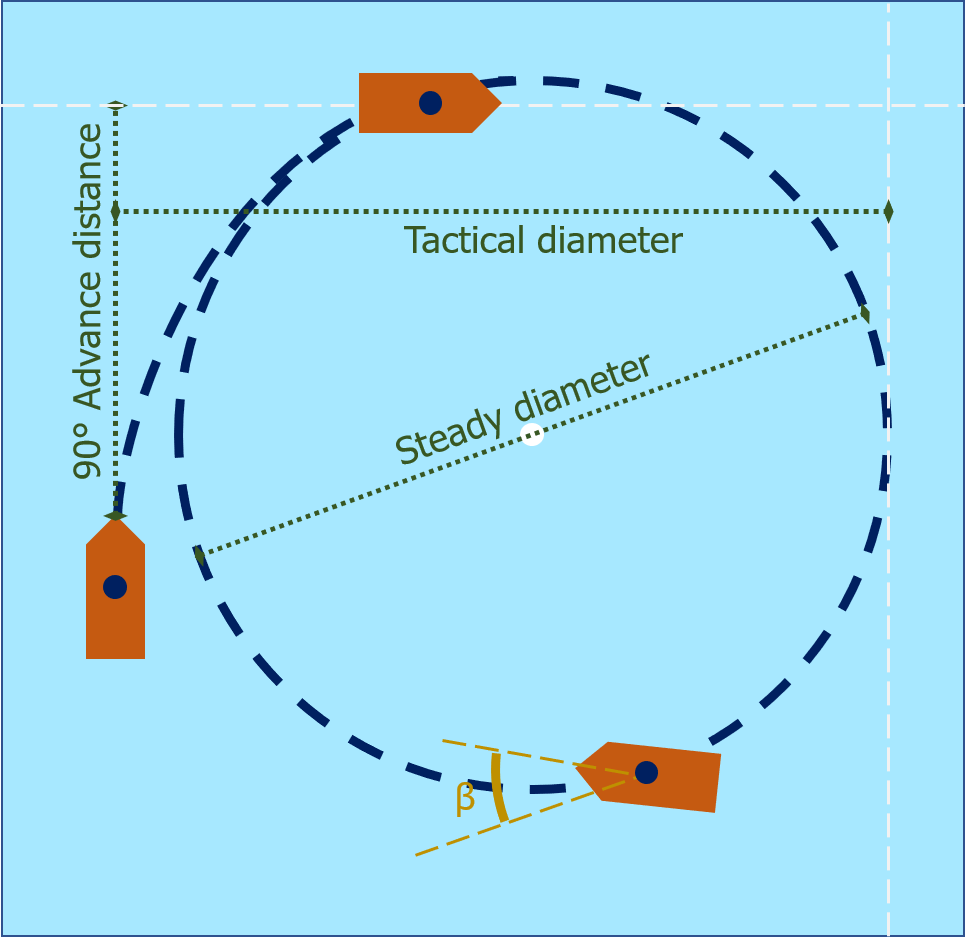 90° Advance distance
Tactical diameter
Steady diameter
β